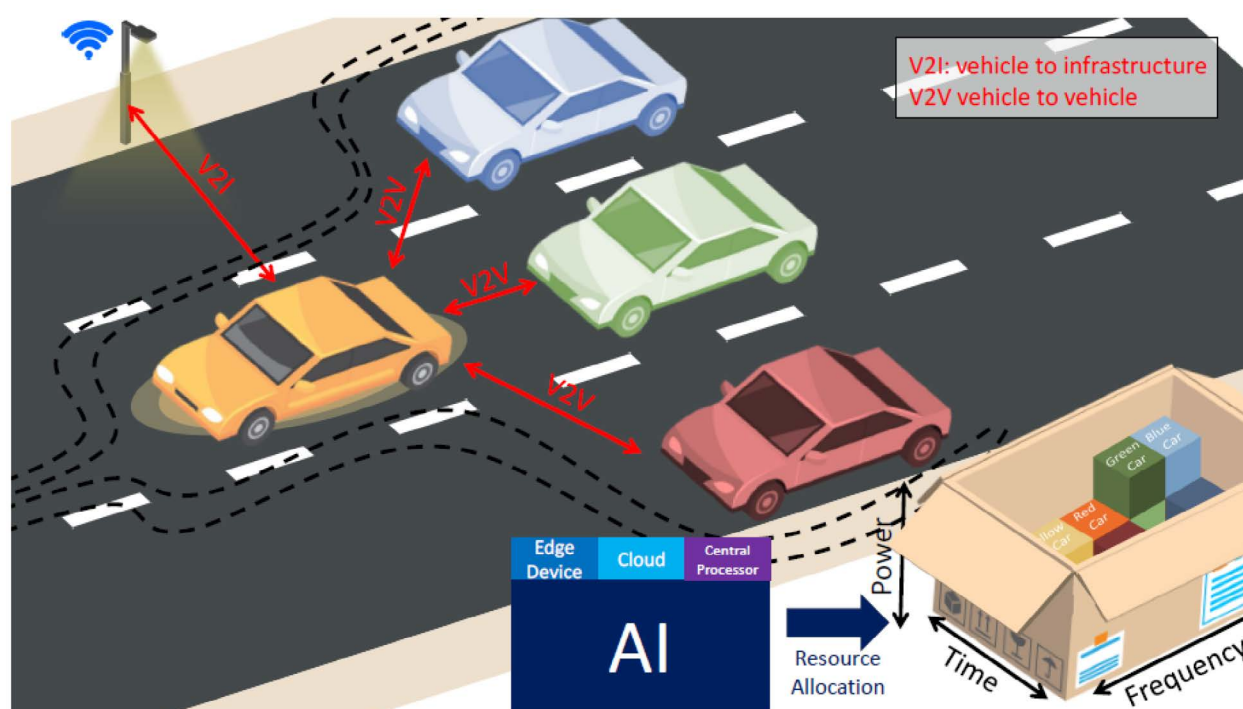 V2I: vehicle to infrastructure
V2V vehicle to vehicle
V2I
V2V
V2V
V2V
Blue
Car
Green
Car
Red
Car
Car
Edge
Device
Cloud
Central
Processor
AI
Resource
Allocation
Power
Time
Frequency